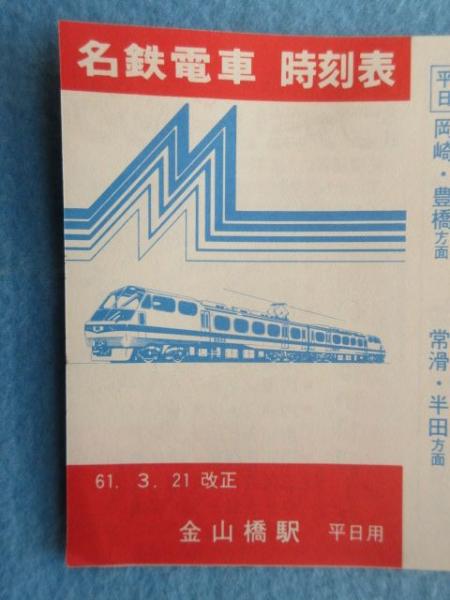 名鉄電車 時刻表
61. 3. 21 改正
金山橋駅 平日用
平日 岡崎・豊橋方面
常滑・半田方面